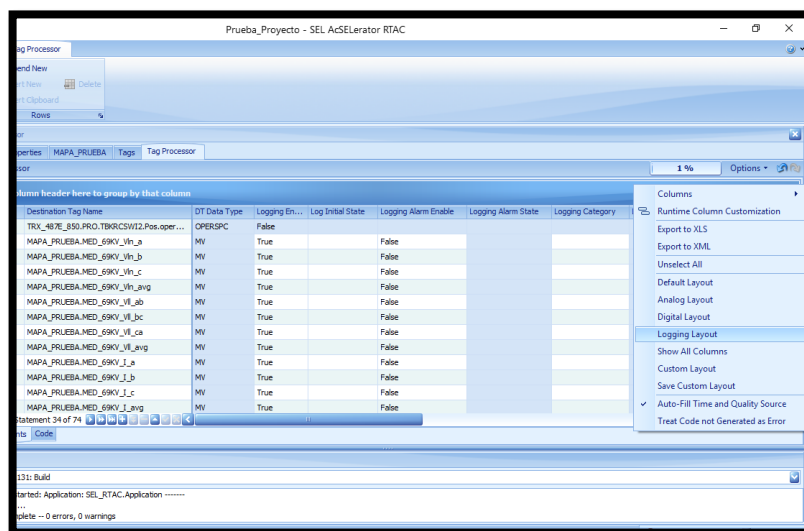 Prueba_Proyecto - SEL AcSELerator RTAC
Tag Processor
end New
Delete
Clipboard
Rows
operties MAPA_PRUEBA Tags Tag Processor
1 % Options
column header here to group by that column
Destination Tag Name DT Data Type Logging En... Log Initial State Logging Alarm Enable Logging Alarm State Logging Category
TRX_487E_850.PRO.TBKRCSWI2.Pos.oper... OPERSPC False
MAPA_PRUEBA.MED_69KV_Vln_a MV True False
MAPA_PRUEBA.MED_69KV_Vln_b MV True False
MAPA_PRUEBA.MED_69KV_Vln_c MV True False
MAPA_PRUEBA.MED_69KV_Vln_avg MV True False
MAPA_PRUEBA.MED_69KV_Vll_ab MV True False
MAPA_PRUEBA.MED_69KV_Vll_bc MV True False
MAPA_PRUEBA.MED_69KV_Vll_ca MV True False
MAPA_PRUEBA.MED_69KV_Vll_avg MV True False
MAPA_PRUEBA.MED_69KV_I_a MV True False
MAPA_PRUEBA.MED_69KV_I_b MV True False
MAPA_PRUEBA.MED_69KV_I_c MV True False
MAPA_PRUEBA.MED_69KV_I_avg MV True False
Columns
Runtime Column Customization
Export to XLS
Export to XML
Unselect All
Default Layout
Analog Layout
Digital Layout
Logging Layout
Show All Columns
Custom Layout
Save Custom Layout
Auto-Fill Time and Quality Source
Treat Code not Generated as Error
Statement 34 of 74
nts Code
131: Build
tarted: Application: SEL_RTAC.Application -------
...
mplete -- 0 errors, 0 warnings